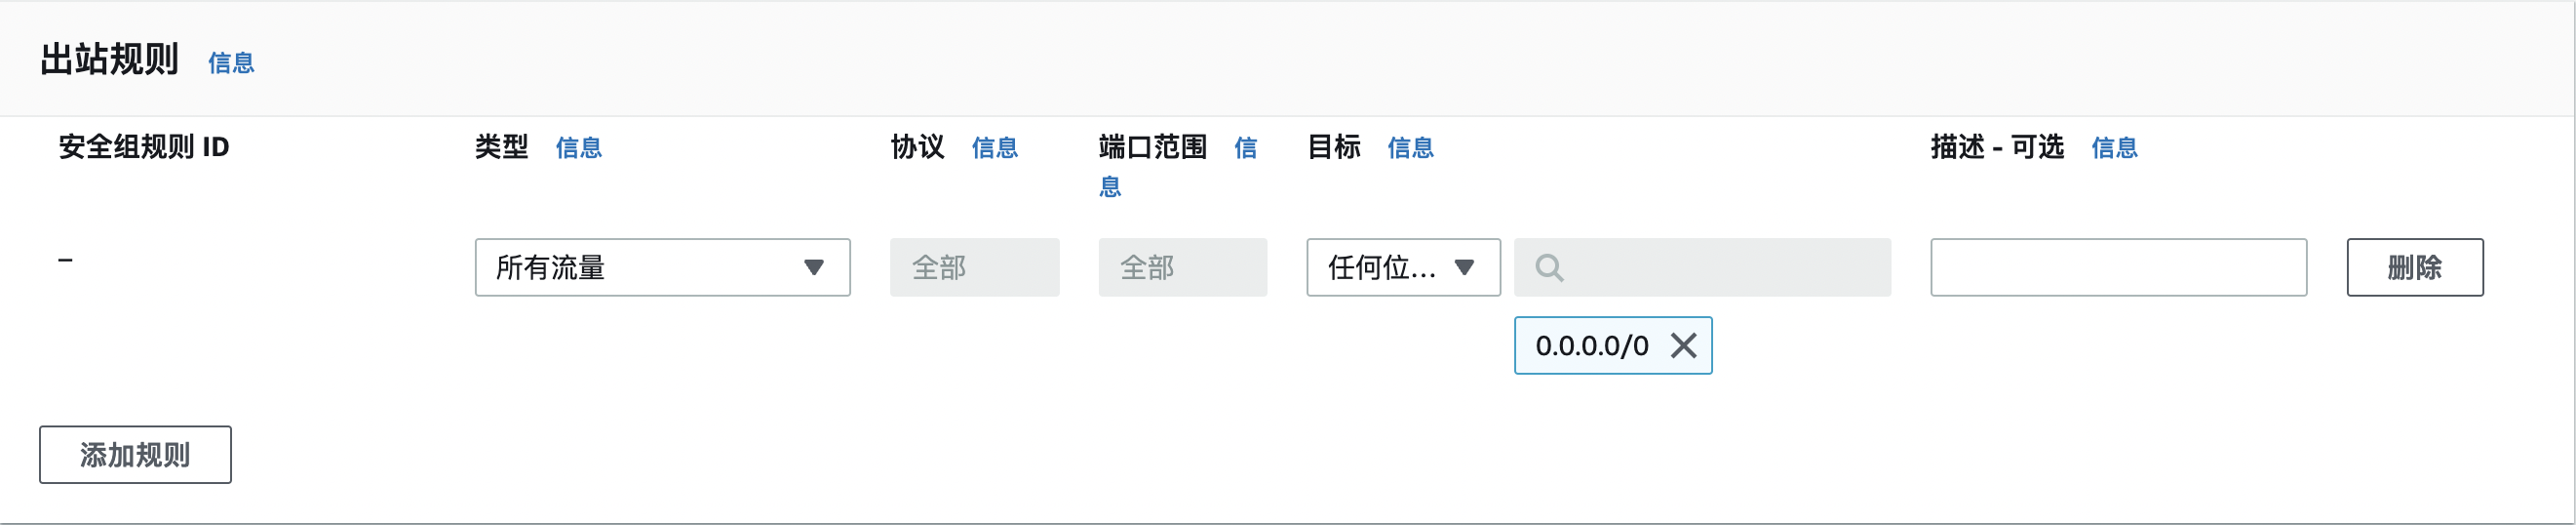 出站规则 信息
安全组规则 ID 类型 信息 协议 信息 端口范围 信息 目标 信息 描述 - 可选 信息
– 所有流量 全部 全部 任何位... 删除
0.0.0.0/0
添加规则